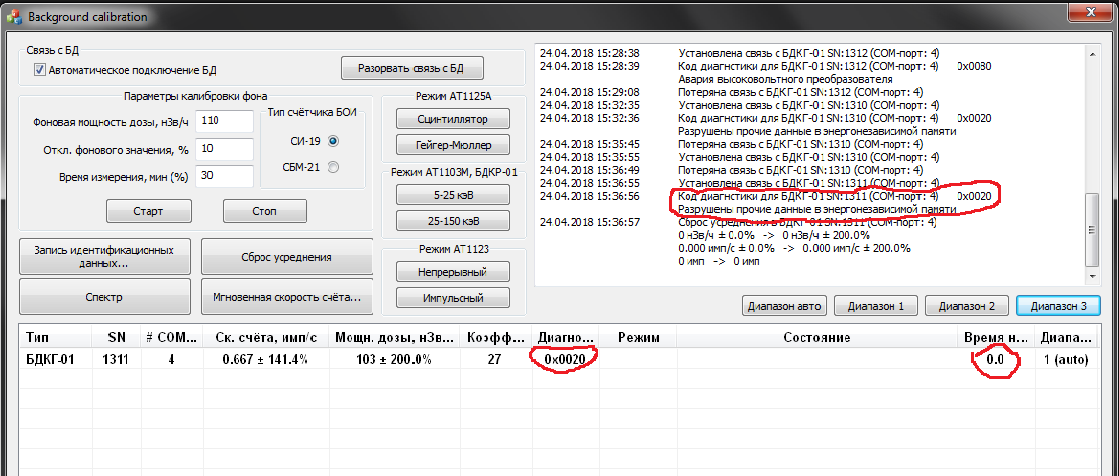 Background calibration
Связь с БД
Автоматическое подключение БД
Разорвать связь с БД
Параметры калибровки фона
Фоновая мощность дозы, нЗв/ч
110
Откл. фонового значения, %
10
Время измерения, мин (%)
30
Тип счётчика БОИ
СИ-19
СБМ-21
Старт
Стоп
Режим АТ1125А
Сцинтиллятор
Гейгер-Мюллер
Режим АТ1103М, БДКР-01
5-25 кэВ
25-150 кэВ
Режим АТ1123
Непрерывный
Импульсный
Запись идентификационных
данных...
Сброс усреднения
Спектр
Мгновенная скорость счёта...
24.04.2018 15:28:38 Установлена связь с БДКГ-01 SN:1312 (COM-порт: 4)
24.04.2018 15:28:39 Код диагностики для БДКГ-01 SN:1312 (COM-порт: 4) 0x0080
Авария высоковольтного преобразователя
24.04.2018 15:29:08 Потеряна связь с БДКГ-01 SN:1312 (COM-порт: 4)
24.04.2018 15:32:35 Установлена связь с БДКГ-01 SN:1310 (COM-порт: 4)
24.04.2018 15:32:36 Код диагностики для БДКГ-01 SN:1310 (COM-порт: 4) 0x0020
Разрушены прочие данные в энергонезависимой памяти
24.04.2018 15:35:45 Потеряна связь с БДКГ-01 SN:1310 (COM-порт: 4)
24.04.2018 15:35:55 Установлена связь с БДКГ-01 SN:1310 (COM-порт: 4)
24.04.2018 15:36:49 Потеряна связь с БДКГ-01 SN:1310 (COM-порт: 4)
24.04.2018 15:36:55 Установлена связь с БДКГ-01 SN:1311 (COM-порт: 4)
24.04.2018 15:36:56 Код диагностики для БДКГ-01 SN:1311 (COM-порт: 4) 0x0020
Разрушены прочие данные в энергонезависимой памяти
24.04.2018 15:36:57 Сброс усреднения в БДКГ-01 SN:1311 (COM-порт: 4)
0 нЗв/ч ± 0.0% -> 0 нЗв/ч ± 200.0%
0.000 имп/с ± 0.0% -> 0.000 имп/с ± 200.0%
0 имп -> 0 имп
Диапазон авто
Диапазон 1
Диапазон 2
Диапазон 3
Тип SN # COM... Ск. счёта, имп/с Мощн. дозы, нЗв... Коэфф... Диагно... Режим Состояние Время н... Диапа...
БДКГ-01 1311 4 0.667 ± 141.4% 103 ± 200.0% 27 0x0020 0.0 1 (auto)